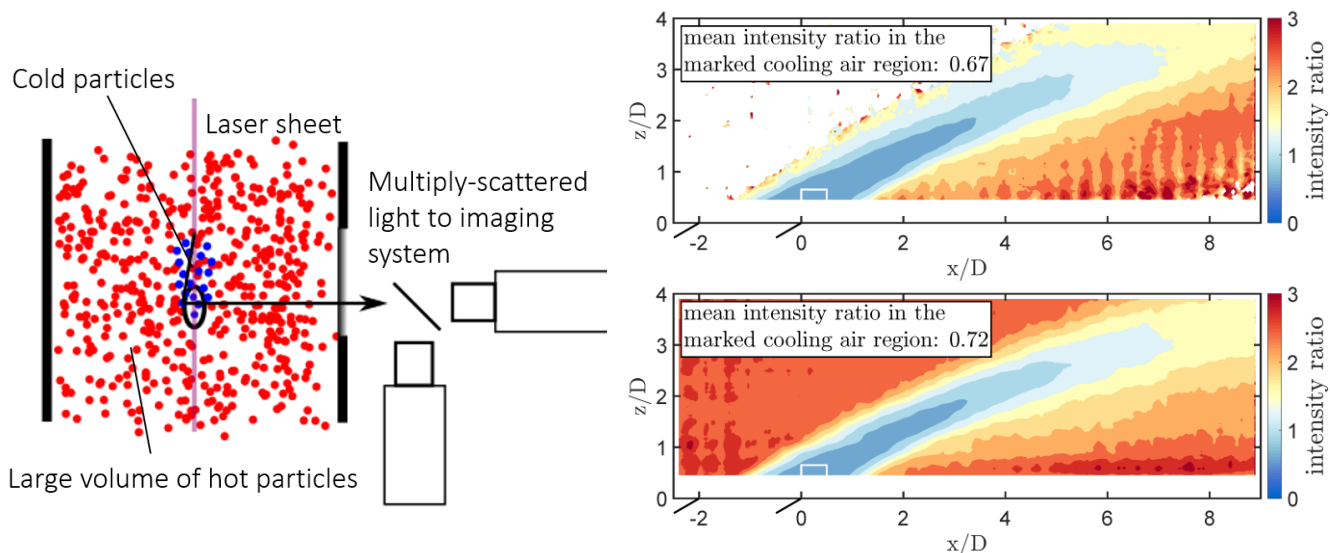 Cold particles
Laser sheet
Multiply-scattered
light to imaging
system
Large volume of hot particles
mean intensity ratio in the
marked cooling air region: 0.67
4
3
2
1
0
z/D
-2
0
2
4
6
8
x/D
3
2
1
0
intensity ratio
mean intensity ratio in the
marked cooling air region: 0.72
4
3
2
1
0
z/D
-2
0
2
4
6
8
x/D
3
2
1
0
intensity ratio